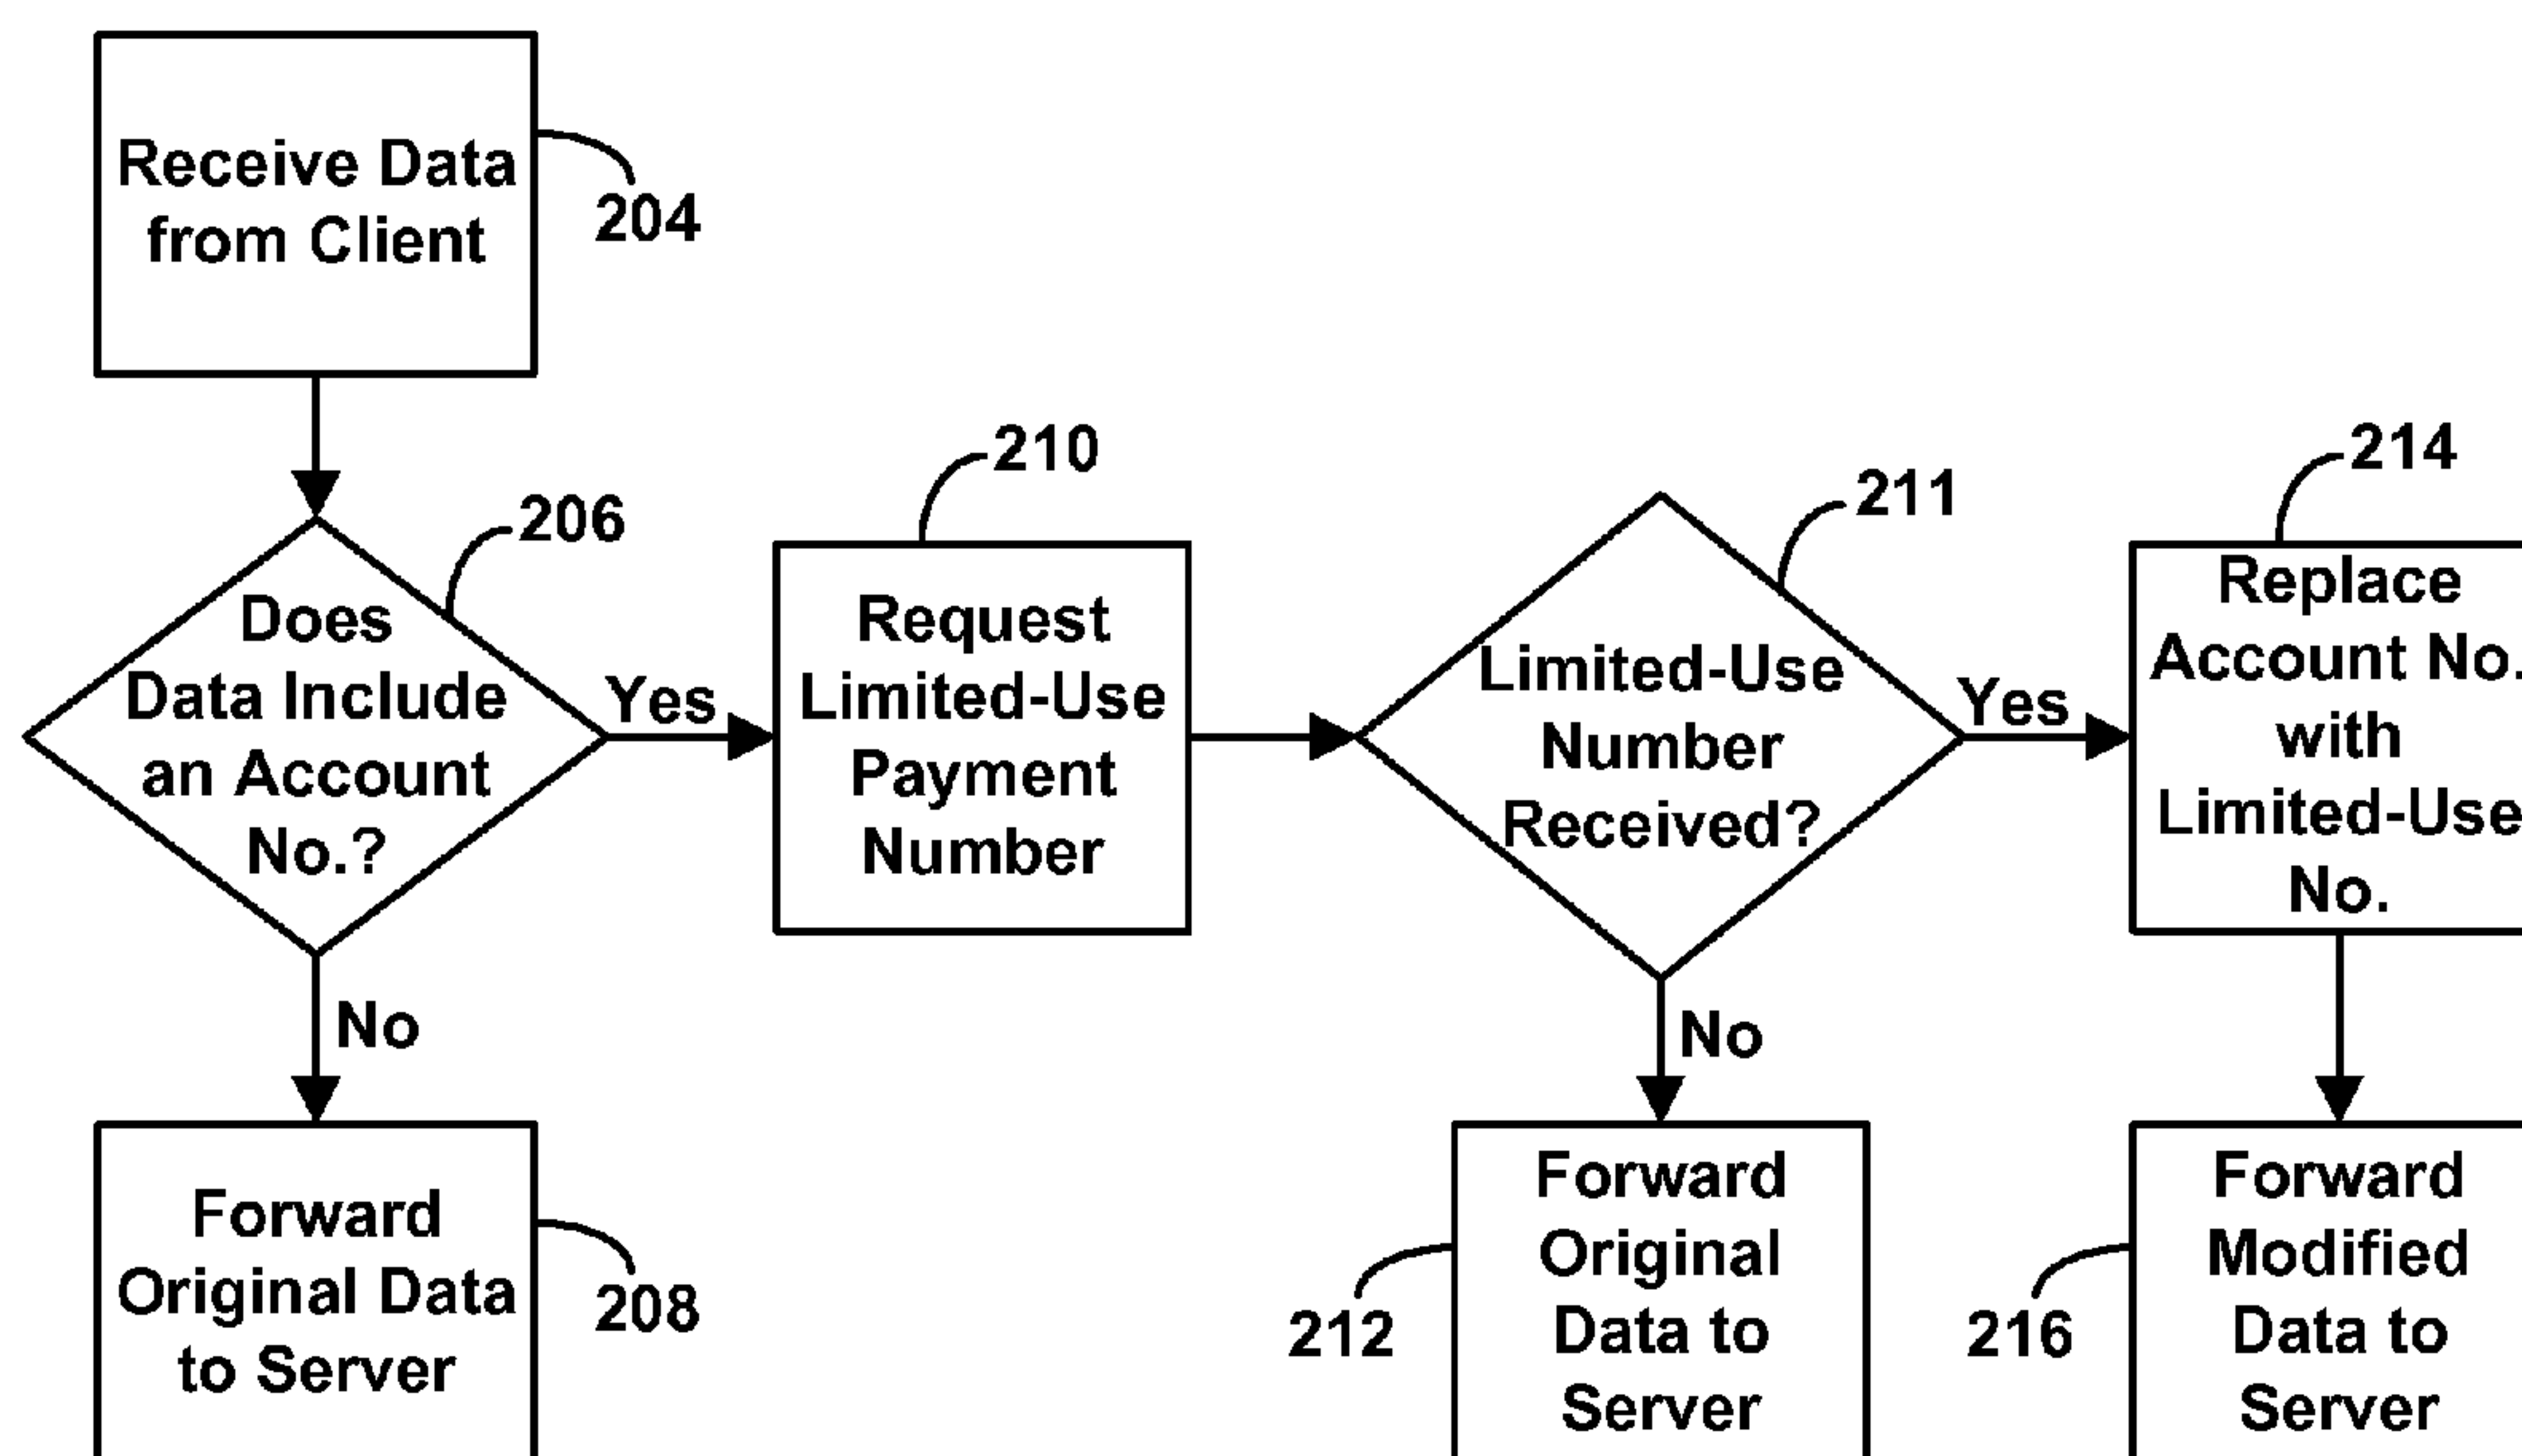 Receive Data
from Client
204
Does
Data Include
an Account
No.?
206
Yes
No
Forward
Original Data
to Server
208
Request
Limited-Use
Payment
Number
210
Limited-Use
Number
Received?
211
Yes
No
Forward
Original
Data to
Server
212
Replace
Account No.
with
Limited-Use
No.
214
Forward
Modified
Data to
Server
216